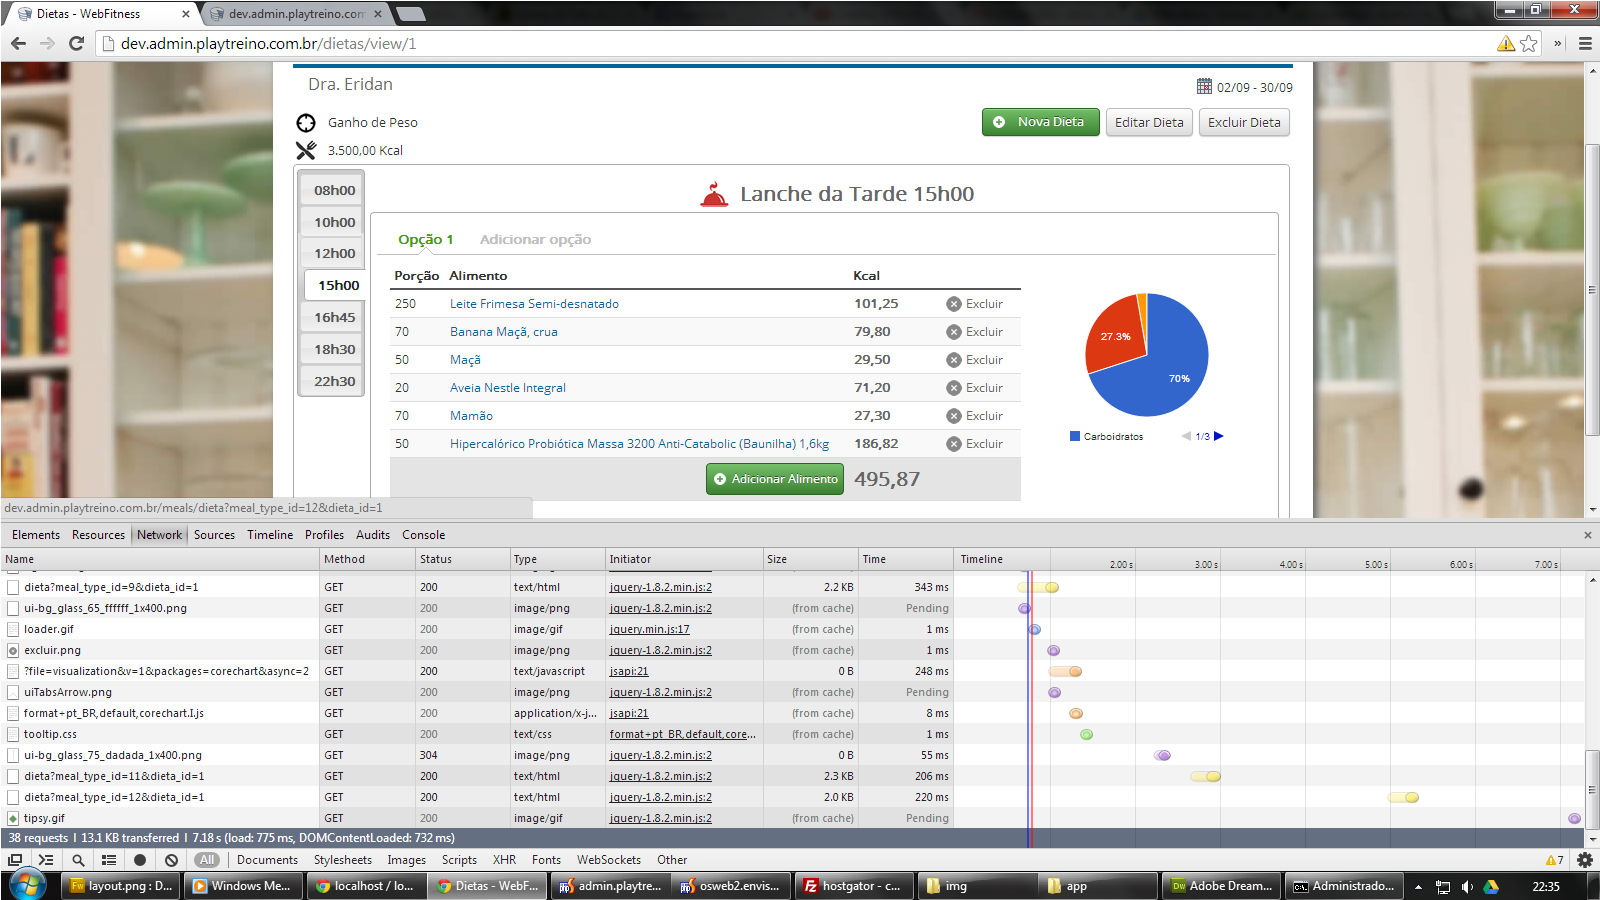 Dietas - WebFitness
dev.admin.playtreino.com
dev.admin.playtreino.com.br/dietas/view/1
Dra. Eridan
02/09 - 30/09
Ganho de Peso
Nova Dieta
Editar Dieta
Excluir Dieta
3.500,00 Kcal
08h00
10h00
12h00
15h00
16h45
18h30
22h30
Lanche da Tarde 15h00
Opção 1 Adicionar opção
Porção Alimento Kcal
250 Leite Frimesa Semi-desnatado 101,25 Excluir
70 Banana Maçã, crua 79,80 Excluir
50 Maçã 29,50 Excluir
20 Aveia Nestle Integral 71,20 Excluir
70 Mamão 27,30 Excluir
50 Hipercalórico Probiótica Massa 3200 Anti-Catabolic (Baunilha) 1,6kg 186,82 Excluir
Adicionar Alimento 495,87
27.3%
70%
Carboidratos 1/3
dev.admin.playtreino.com.br/meals/dieta?meal_type_id=12&dieta_id=1
Elements Resources Network Sources Timeline Profiles Audits Console
Name Method Status Type Initiator Size Time Timeline 2.00 s 3.00 s 4.00 s 5.00 s 6.00 s 7.00 s
dieta?meal_type_id=9&dieta_id=1 GET 200 text/html jquery-1.8.2.min.js:2 2.2 KB 343 ms
ui-bg_glass_65_ffffff_1x400.png GET 200 image/png jquery-1.8.2.min.js:2 (from cache) Pending
loader.gif GET 200 image/gif jquery.min.js:17 (from cache) 1 ms
excluir.png GET 200 image/png jquery-1.8.2.min.js:2 (from cache) 1 ms
?file=visualization&v=1&packages=corechart&async=2 GET 200 text/javascript jsapi:21 0 B 248 ms
uiTabsArrow.png GET 200 image/png jquery-1.8.2.min.js:2 (from cache) Pending
format+pt_BR,default,corechart.I.js GET 200 application/x-j... jsapi:21 (from cache) 8 ms
tooltip.css GET 200 text/css format+pt_BR,default,core... (from cache) 1 ms
ui-bg_glass_75_dadada_1x400.png GET 304 image/png jquery-1.8.2.min.js:2 0 B 55 ms
dieta?meal_type_id=11&dieta_id=1 GET 200 text/html jquery-1.8.2.min.js:2 2.3 KB 206 ms
dieta?meal_type_id=12&dieta_id=1 GET 200 text/html jquery-1.8.2.min.js:2 2.0 KB 220 ms
tipsy.gif GET 200 image/gif jquery-1.8.2.min.js:2 (from cache) Pending
38 requests | 13.1 KB transferred | 7.18 s (load: 775 ms, DOMContentLoaded: 732 ms)
All Documents Stylesheets Images Scripts XHR Fonts WebSockets Other 7
layout.png : D... Windows Me... localhost / lo... Dietas - WebF... admin.playtre... osweb2.envis... hostgator - c... img app Adobe Dream... Administrado... 22:35